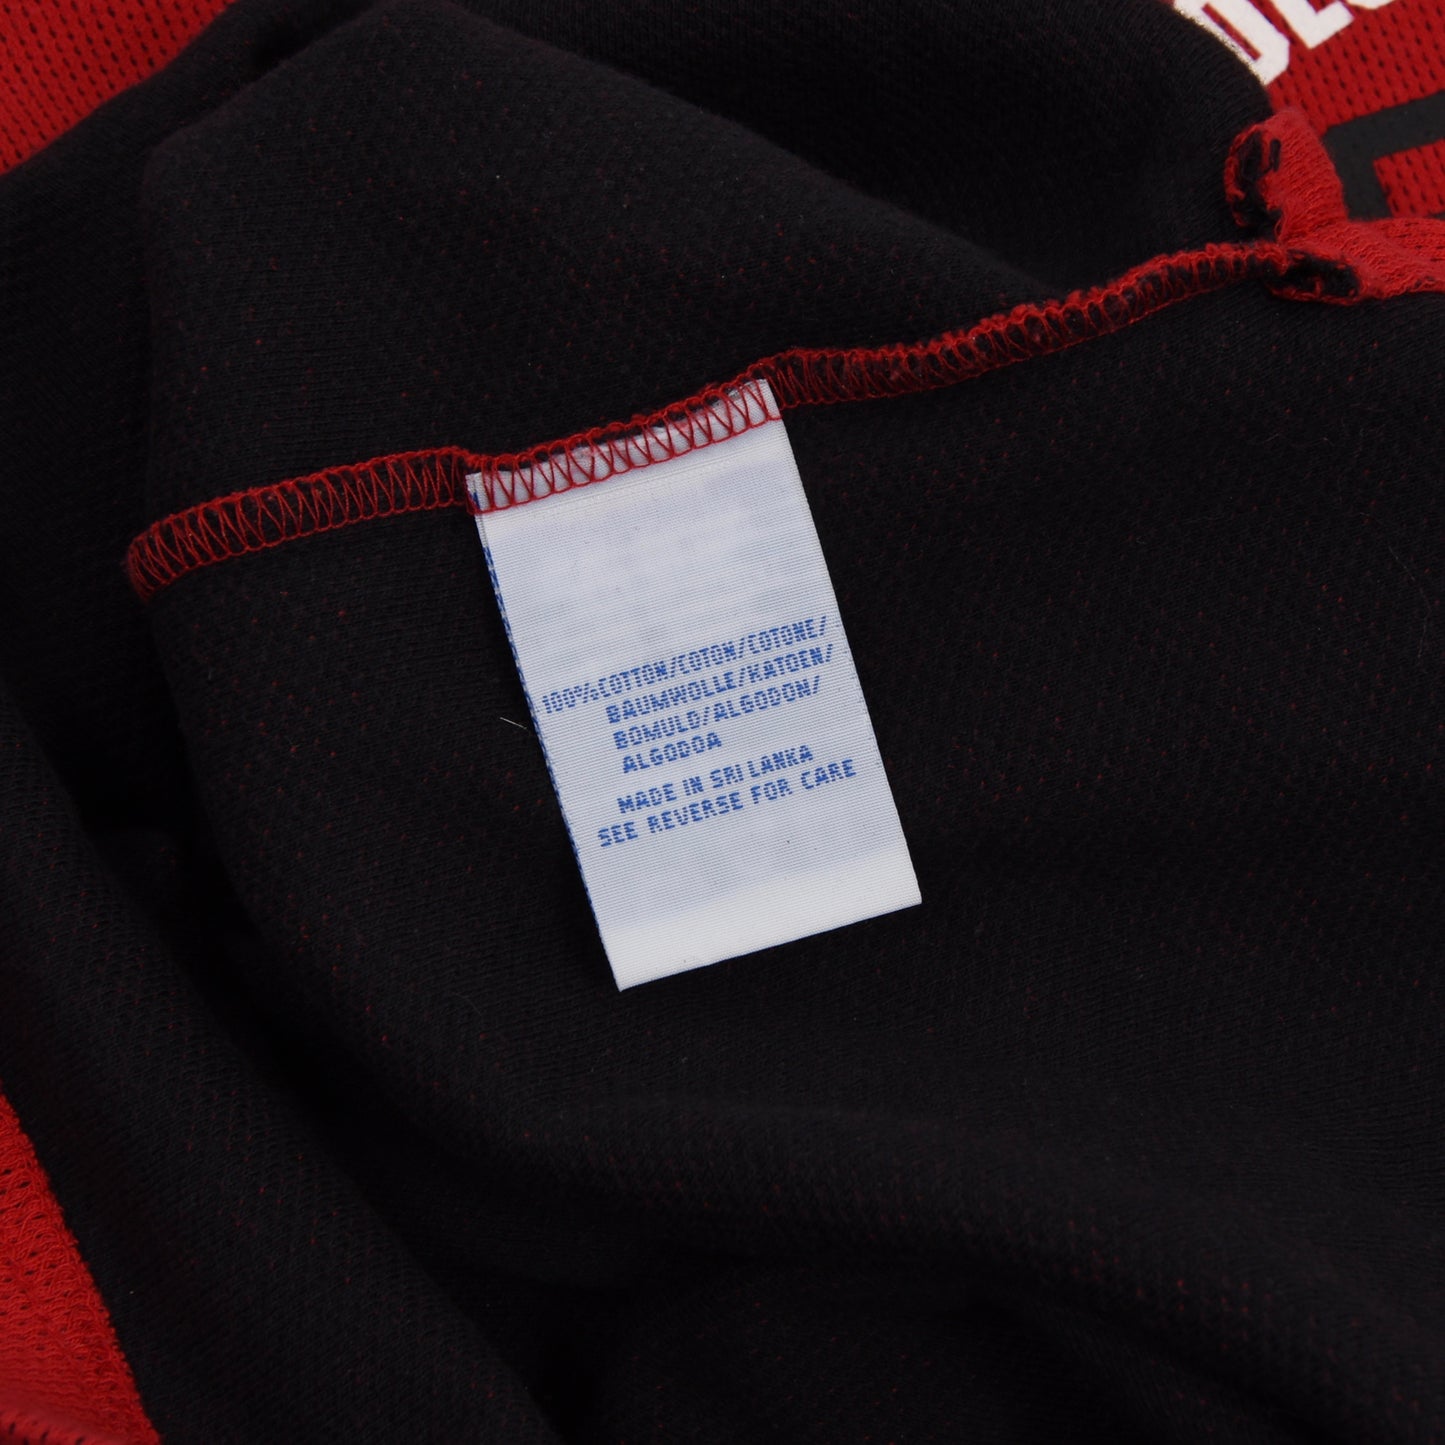 100%COTTON/COTON/COTONE/
BAUMWOLLE/KATOEN/
BOMULD/ALGODON/
ALGODOA
MADE IN SRI LANKA
SEE REVERSE FOR CARE